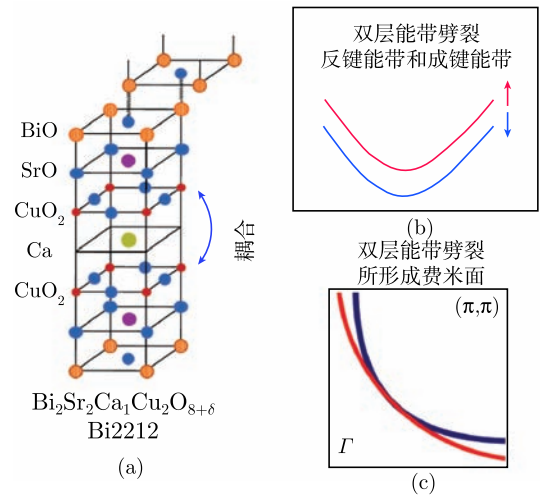 BiO
SrO
CuO₂
Ca
CuO₂
耦合
Bi₂Sr₂Ca₁Cu₂O₈₊δ
Bi2212
(a)
双层能带劈裂
反键能带和成键能带
(b)
双层能带劈裂
所形成费米面
(π,π)
Γ
(c)